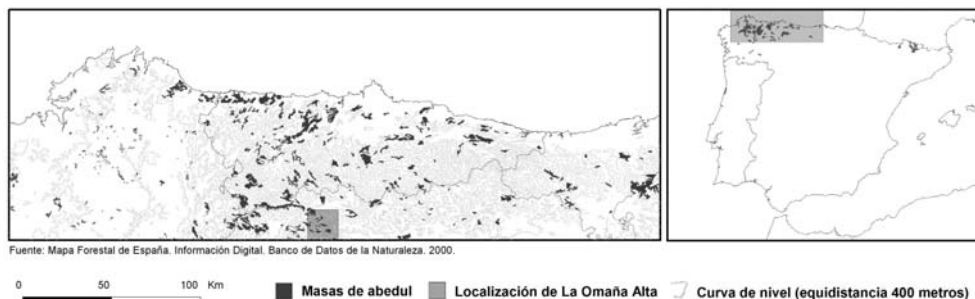 Fuente: Mapa Forestal de España. Información Digital. Banco de Datos de la Naturaleza. 2000.
0 50 100 Km
Masas de abedul
Localización de La Omaña Alta
Curva de nivel (equidistancia 400 metros)